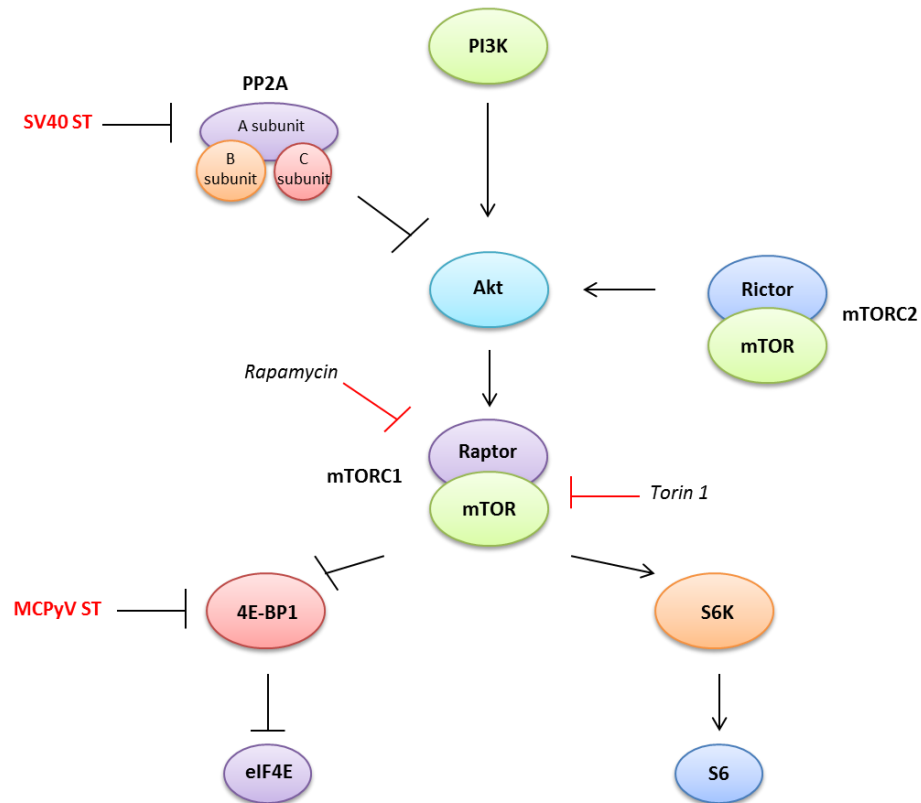 PI3K
PP2A
SV40 ST
A subunit
B
subunit
C
subunit
Akt
Rictor
mTORC2
mTOR
Rapamycin
Raptor
mTORC1
mTOR
Torin 1
MCPyV ST
4E-BP1
S6K
eIF4E
S6